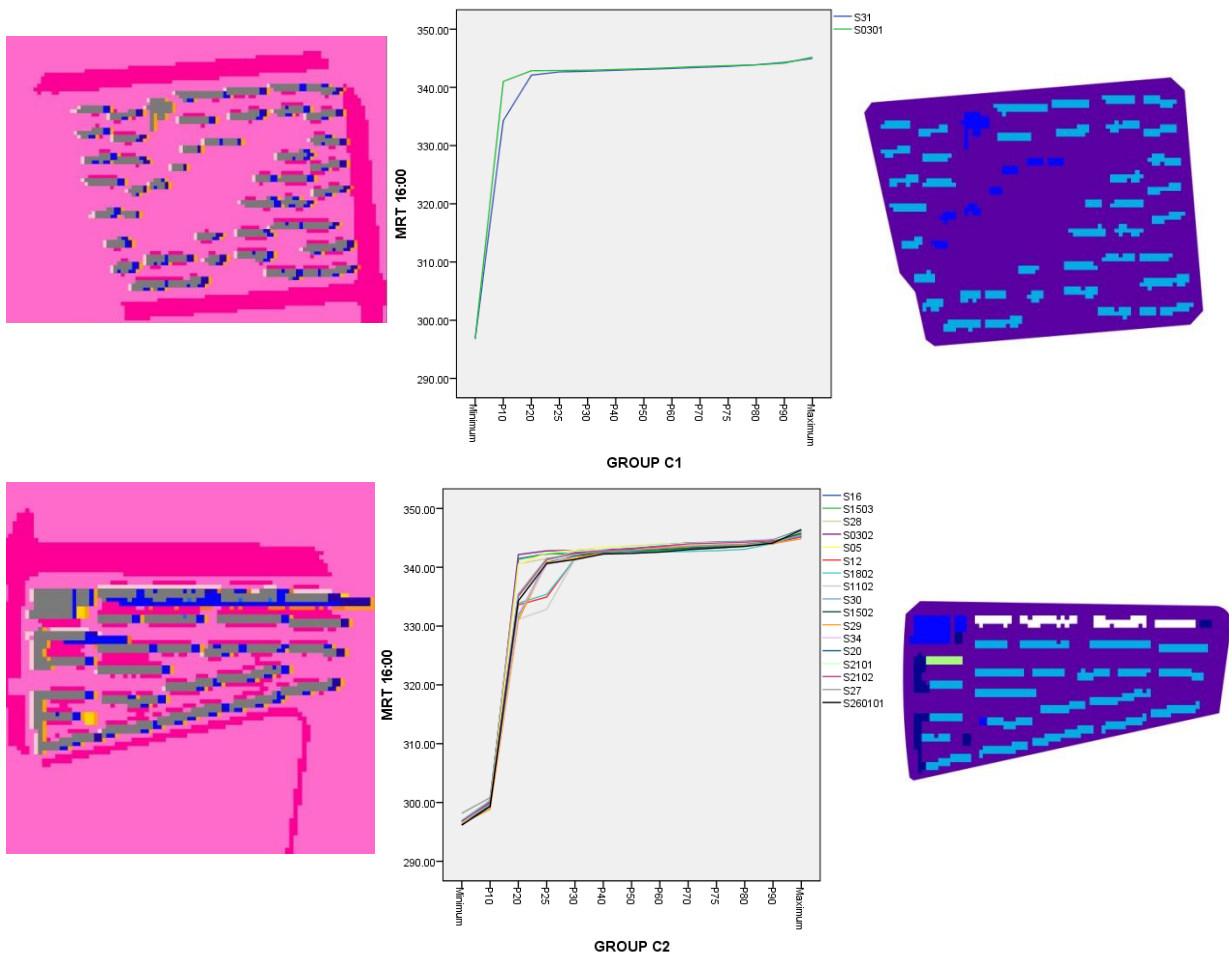 350.00
340.00
330.00
320.00
310.00
300.00
290.00
MRT 16:00
Minimum
P10
P20
P25
P30
P40
P50
P60
P70
P75
P80
P90
Maximum
GROUP C1
S31
S0301
350.00
340.00
330.00
320.00
310.00
300.00
290.00
MRT 16:00
Minimum
P10
P20
P25
P30
P40
P50
P60
P70
P75
P80
P90
Maximum
GROUP C2
S16
S1503
S28
S0302
S05
S12
S1802
S1102
S30
S1502
S29
S34
S20
S2101
S2102
S27
S260101